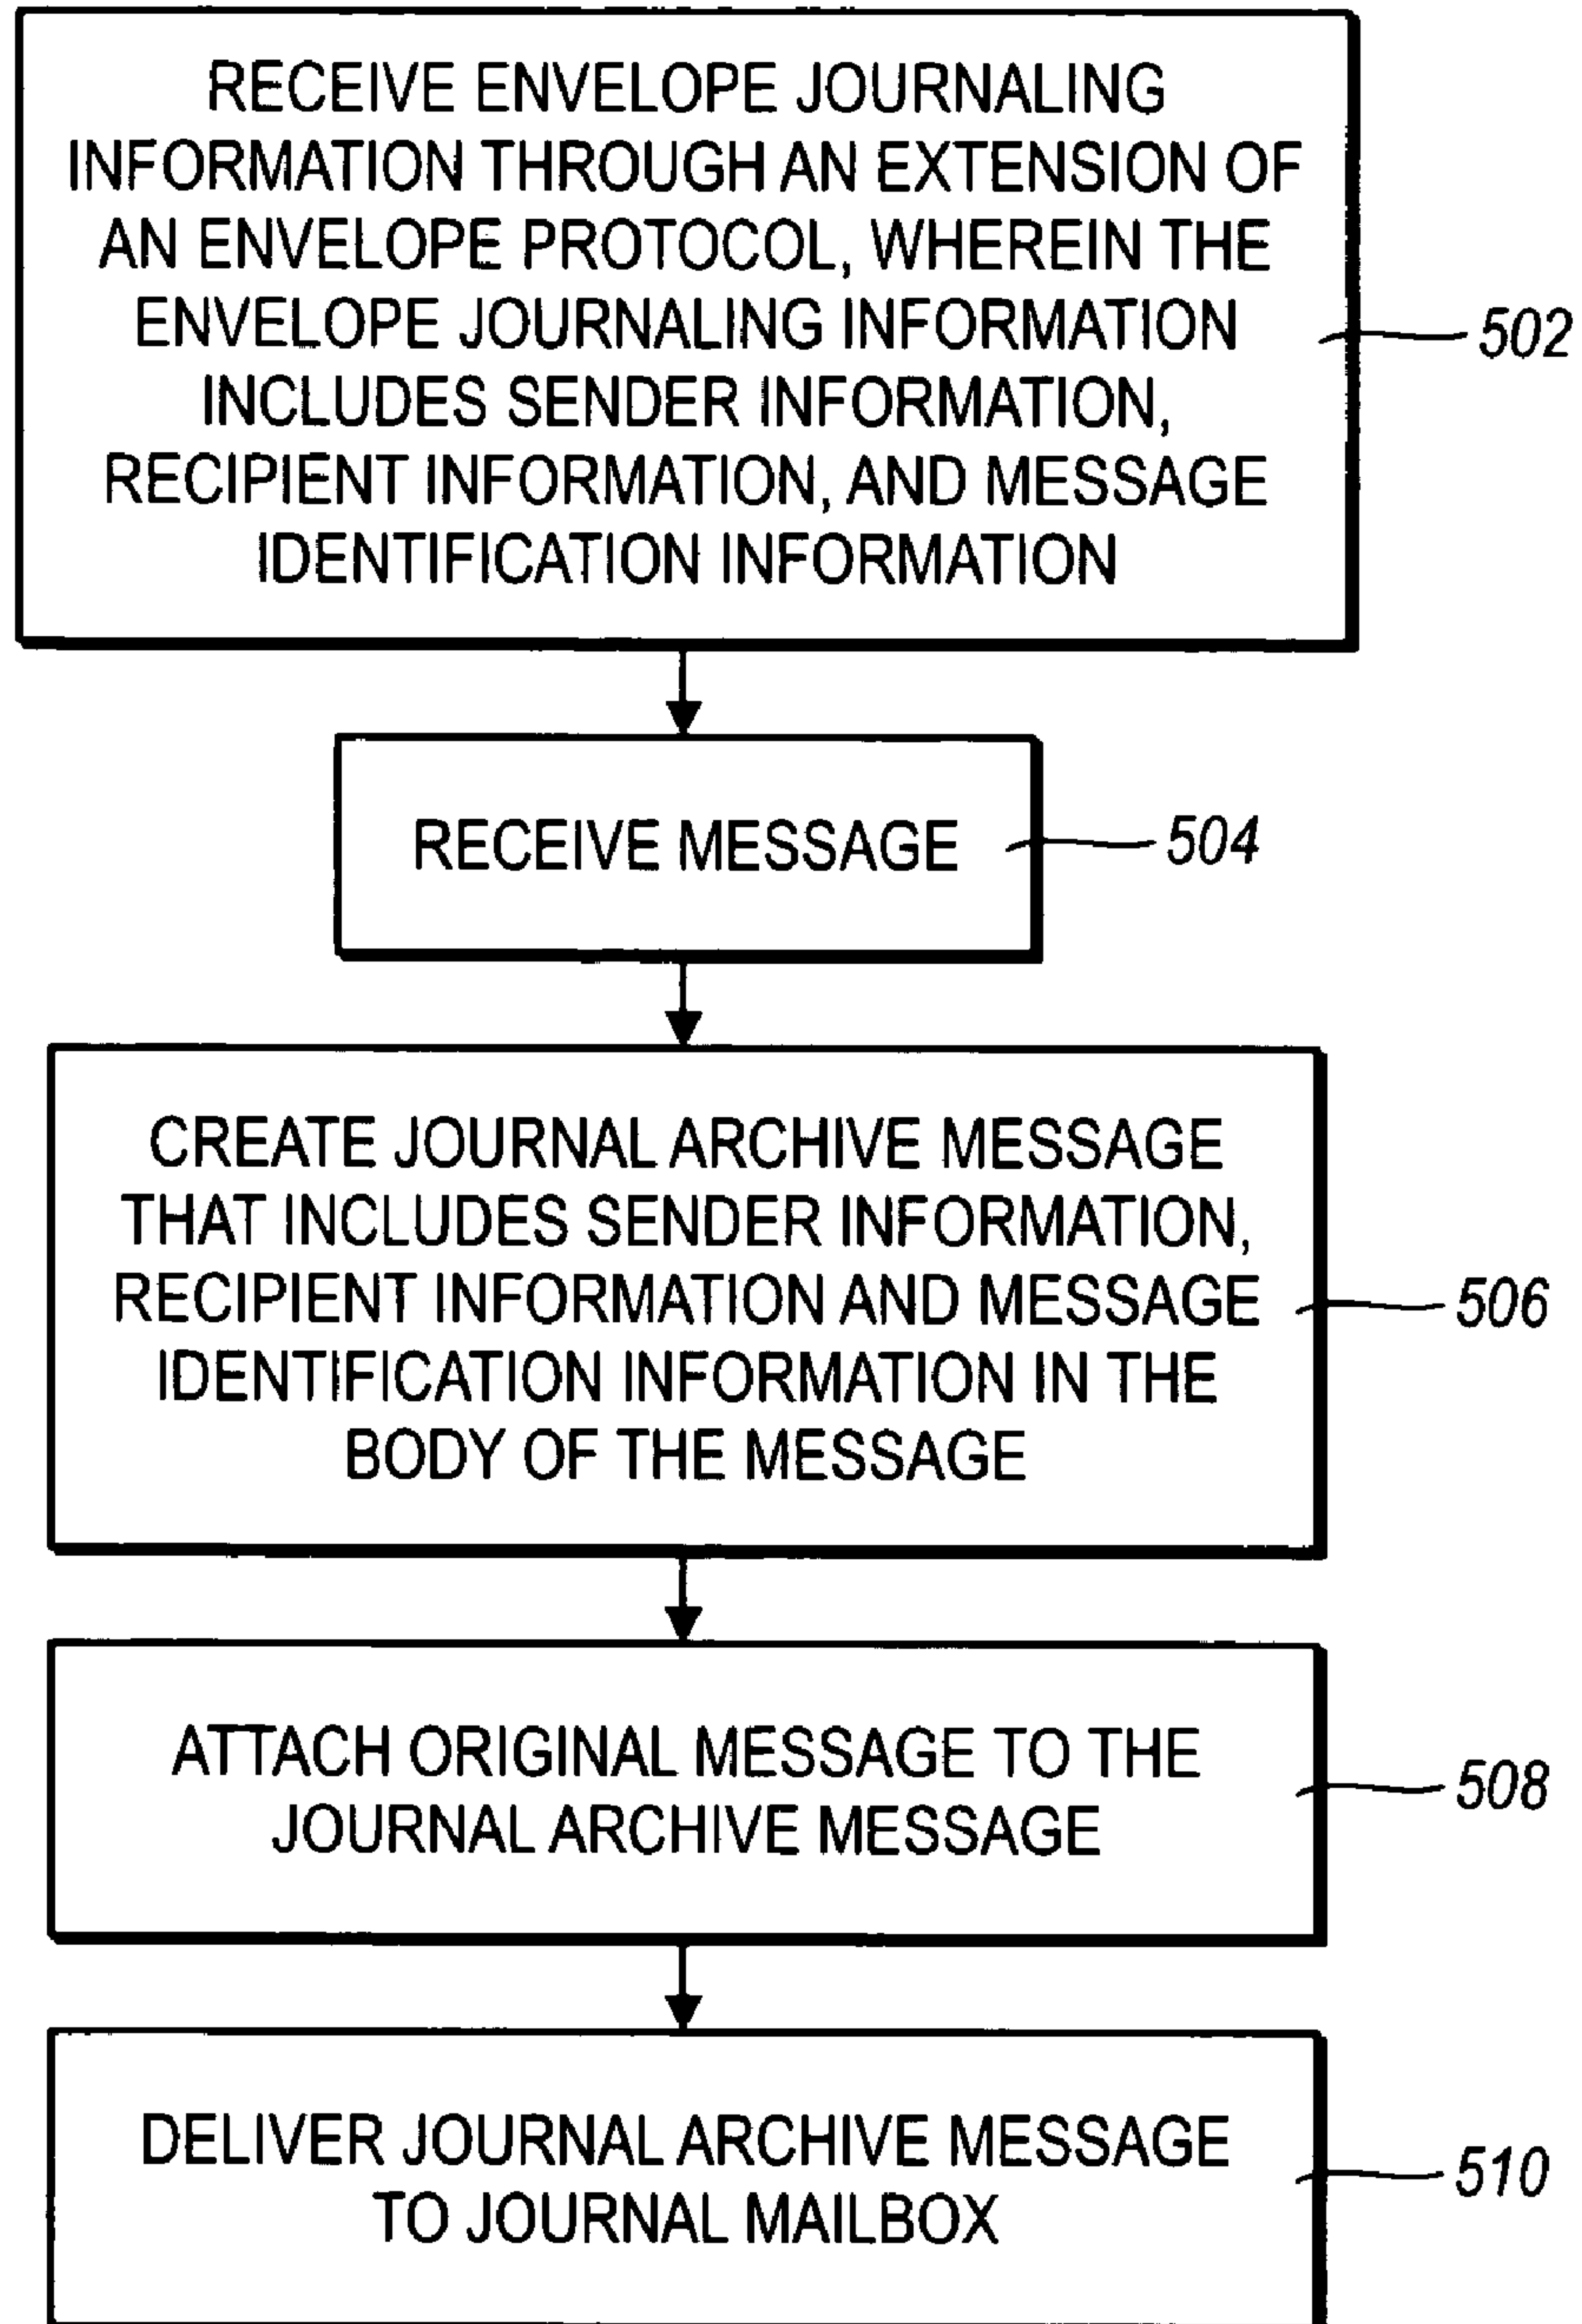 RECEIVE ENVELOPE JOURNALING
INFORMATION THROUGH AN EXTENSION OF
AN ENVELOPE PROTOCOL, WHEREIN THE
ENVELOPE JOURNALING INFORMATION
INCLUDES SENDER INFORMATION,
RECIPIENT INFORMATION, AND MESSAGE
IDENTIFICATION INFORMATION
502
RECEIVE MESSAGE
504
CREATE JOURNAL ARCHIVE MESSAGE
THAT INCLUDES SENDER INFORMATION,
RECIPIENT INFORMATION AND MESSAGE
IDENTIFICATION INFORMATION IN THE
BODY OF THE MESSAGE
506
ATTACH ORIGINAL MESSAGE TO THE
JOURNAL ARCHIVE MESSAGE
508
DELIVER JOURNAL ARCHIVE MESSAGE
TO JOURNAL MAILBOX
510